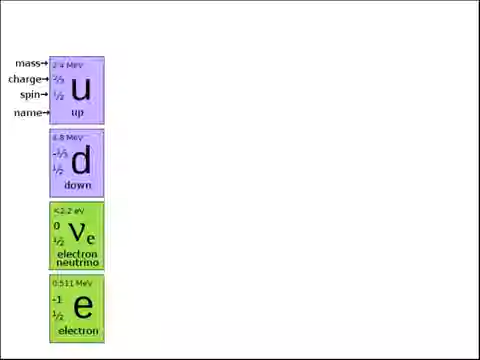 mass→
charge→
spin→
name→
2.4 MeV
⅔
½
u
up
4.8 MeV
-⅓
½
d
down
<2.2 eV
0
½
νe
electron
neutrino
0.511 MeV
-1
½
e
electron